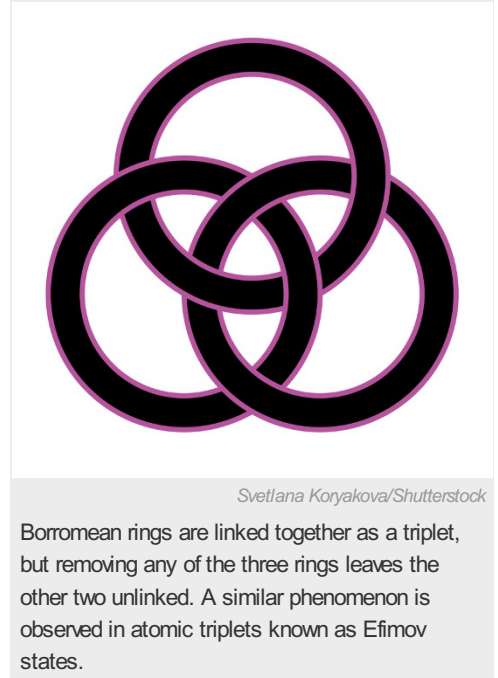 Svetlana Koryakova/Shutterstock
Borromean rings are linked together as a triplet,
but removing any of the three rings leaves the
other two unlinked. A similar phenomenon is
observed in atomic triplets known as Efimov
states.